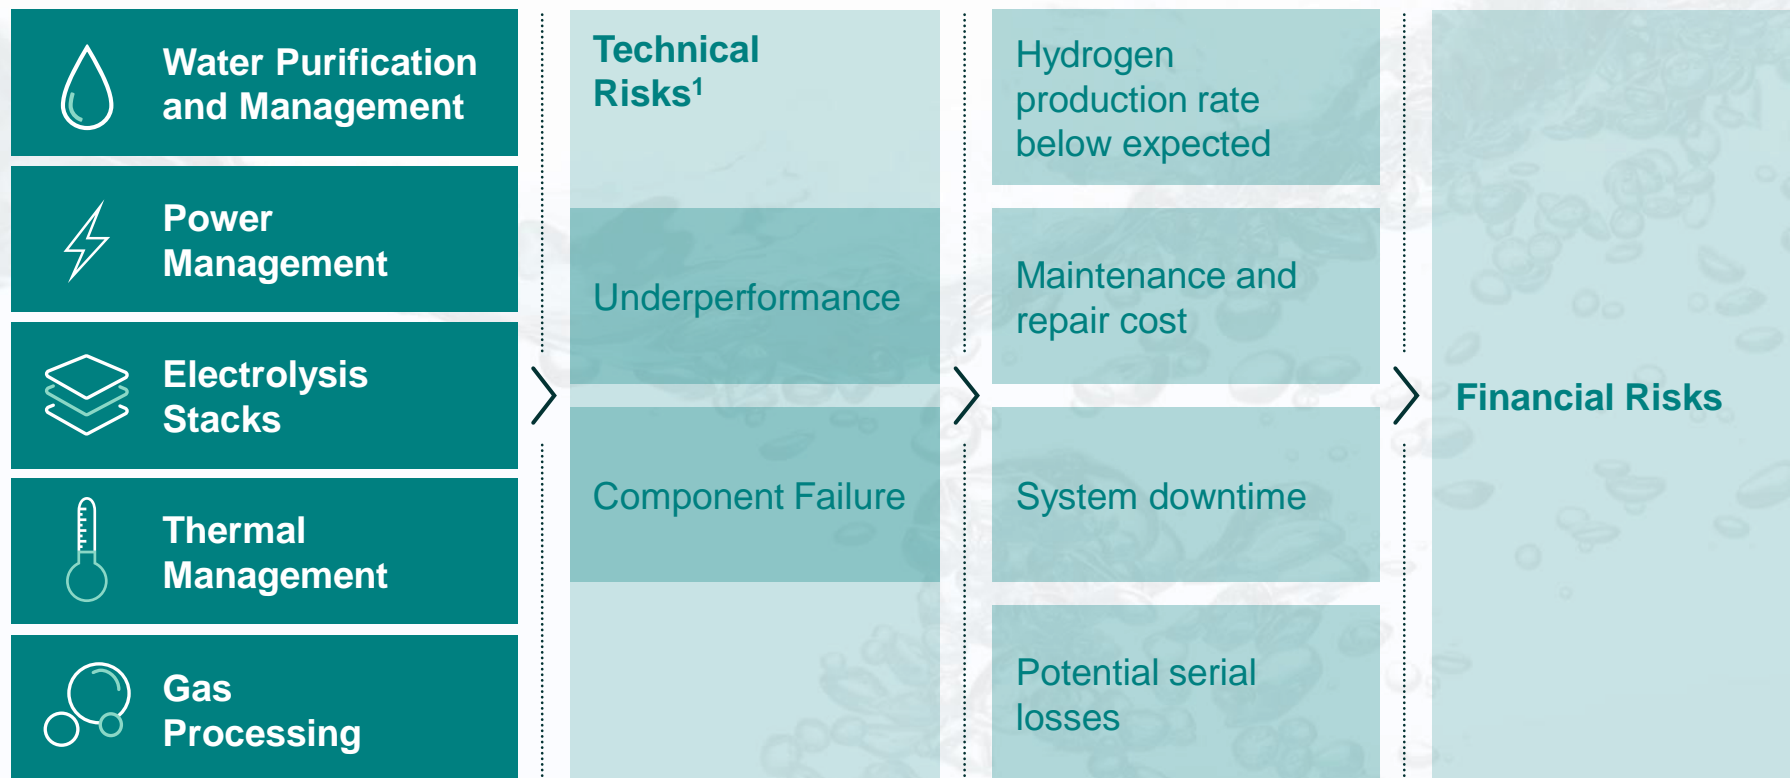 Water Purification
and Management
Power
Management
Electrolysis
Stacks
Thermal
Management
Gas
Processing
Technical
Risks¹
Underperformance
Component Failure
Hydrogen
production rate
below expected
Maintenance and
repair cost
System downtime
Potential serial
losses
Financial Risks